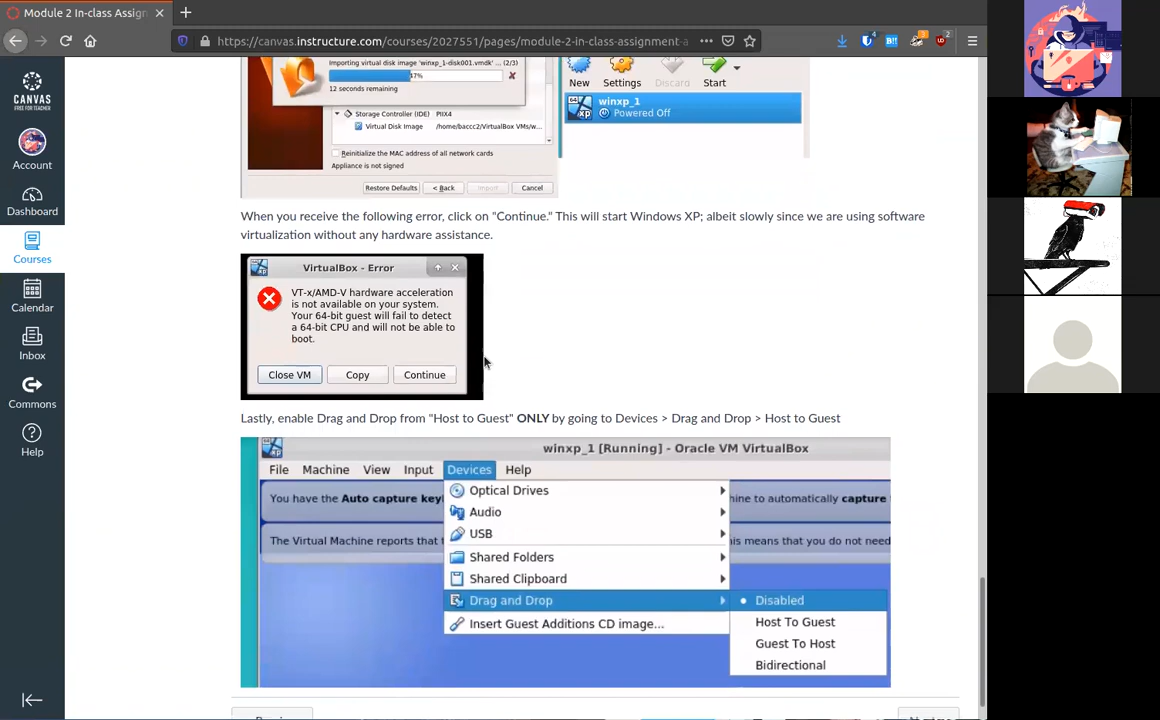 Module 2 In-class Assign
https://canvas.instructure.com/courses/2027551/pages/module-2-in-class-assignment-a
4
2
2
CANVAS
FREE FOR TEACHER
Account
Dashboard
Courses
Calendar
Inbox
Commons
Help
Importing virtual disk image 'winxp_1-disk001.vmdk' ... (2/3)
47%
12 seconds remaining
Storage Controller (IDE) PIIX4
Virtual Disk Image /home/baccc2/VirtualBox VMs/w...
Reinitialize the MAC address of all network cards
Appliance is not signed
Restore Defaults < Back Import Cancel
New Settings Discard Start
64
xp
winxp_1
Powered Off
When you receive the following error, click on "Continue." This will start Windows XP; albeit slowly since we are using software
virtualization without any hardware assistance.
VirtualBox - Error
VT-x/AMD-V hardware acceleration
is not available on your system.
Your 64-bit guest will fail to detect
a 64-bit CPU and will not be able to
boot.
Close VM Copy Continue
Lastly, enable Drag and Drop from "Host to Guest" ONLY by going to Devices > Drag and Drop > Host to Guest
winxp_1 [Running] - Oracle VM VirtualBox
File Machine View Input Devices Help
You have the Auto capture key
hine to automatically capture
The Virtual Machine reports that t
his means that you do not need
Optical Drives
Audio
USB
Shared Folders
Shared Clipboard
Drag and Drop
Insert Guest Additions CD image...
Disabled
Host To Guest
Guest To Host
Bidirectional